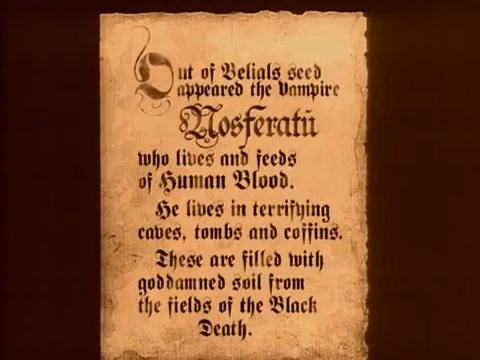 Out of Belials seed
appeared the Vampire
Nosferatŭ
who lives and feeds
of Human Blood.
He lives in terrifying
caves, tombs and coffins.
These are filled with
goddamned soil from
the fields of the Black
Death.